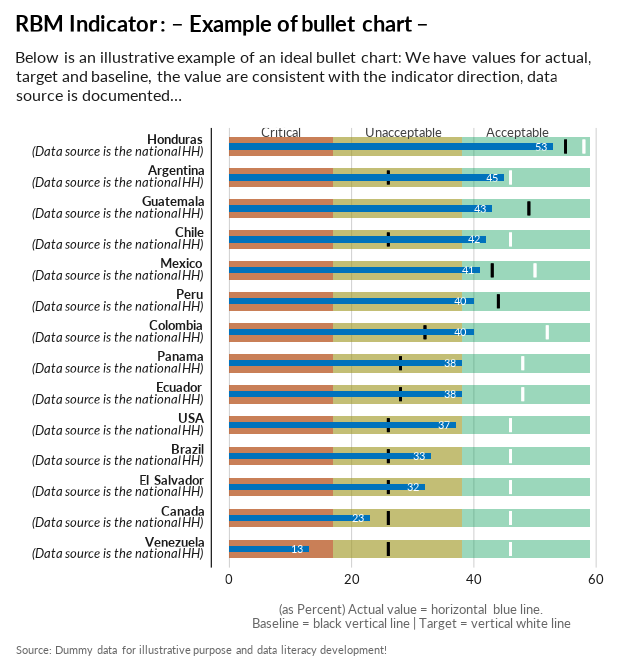 RBM Indicator: – Example of bullet chart –
Below is an illustrative example of an ideal bullet chart: We have values for actual,
target and baseline, the value are consistent with the indicator direction, data
source is documented...
Critical Unacceptable Acceptable
Honduras
(Data source is the national HH) 53
Argentina
(Data source is the national HH) 45
Guatemala
(Data source is the national HH) 43
Chile
(Data source is the national HH) 42
Mexico
(Data source is the national HH) 41
Peru
(Data source is the national HH) 40
Colombia
(Data source is the national HH) 40
Panama
(Data source is the national HH) 38
Ecuador
(Data source is the national HH) 38
USA
(Data source is the national HH) 37
Brazil
(Data source is the national HH) 33
El Salvador
(Data source is the national HH) 32
Canada
(Data source is the national HH) 23
Venezuela
(Data source is the national HH) 13
0 20 40 60
(as Percent) Actual value = horizontal blue line.
Baseline = black vertical line | Target = vertical white line
Source: Dummy data for illustrative purpose and data literacy development!